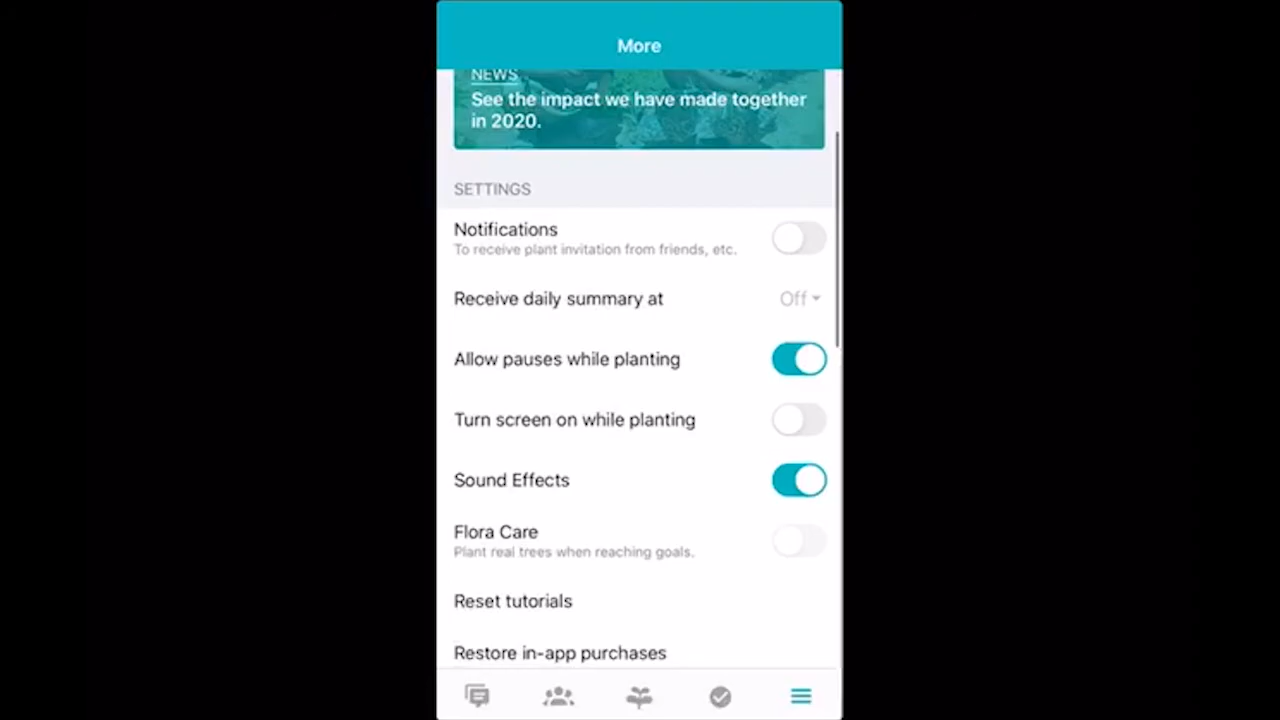 More
NEWS
See the impact we have made together
in 2020.
SETTINGS
Notifications
To receive plant invitation from friends, etc.
Receive daily summary at
Off
Allow pauses while planting
Turn screen on while planting
Sound Effects
Flora Care
Plant real trees when reaching goals.
Reset tutorials
Restore in-app purchases